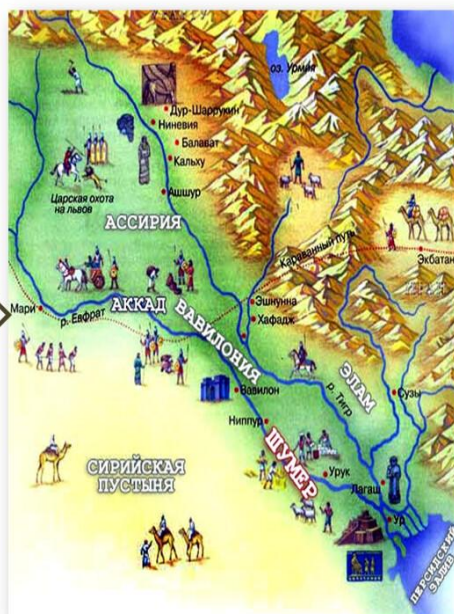 оз. Урмия
Дур-Шаррукин
Ниневия
Балават
Кальху
Царская охота
на львов
Ашшур
АССИРИЯ
Караванный путь
Экбатан
Мари
р. Евфрат
АККАД
ВАВИЛОНИЯ
Эшнунна
Хафадж
ЭЛАМ
р. Тигр
Сузы
Вавилон
Ниппур
ШУМЕР
СИРИЙСКАЯ
ПУСТЫНЯ
Урук
Лагаш
Ур
ПЕРСИДСКИЙ
ЗАЛИВ